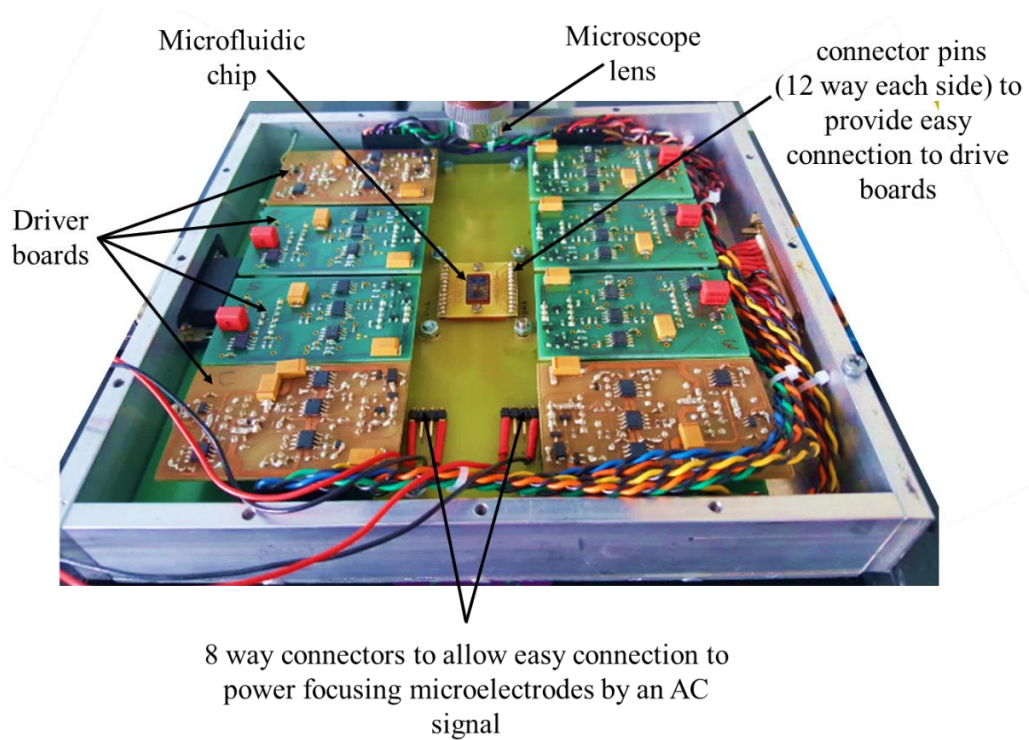 Microfluidic
chip
Microscope
lens
connector pins
(12 way each side) to
provide easy
connection to drive
boards
Driver
boards
8 way connectors to allow easy connection to
power focusing microelectrodes by an AC
signal